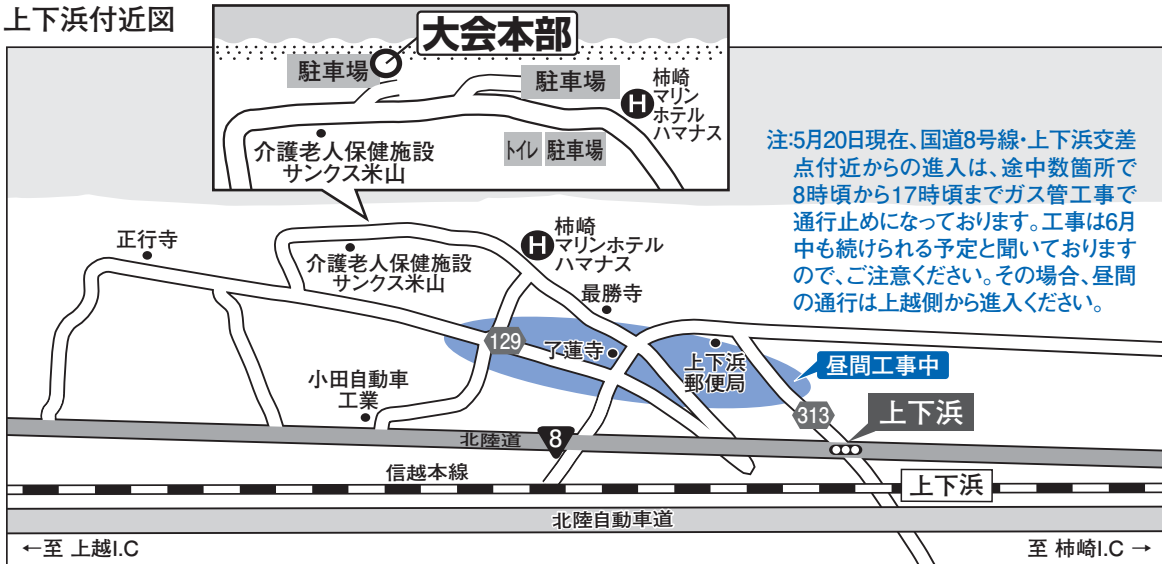 上下浜付近図
大会本部
駐車場
駐車場
H
柿崎
マリン
ホテル
ハマナス
介護老人保健施設
サンクス米山
トイレ
駐車場
注:5月20日現在、国道8号線・上下浜交差
点付近からの進入は、途中数箇所で
8時頃から17時頃までガス管工事で
通行止めになっております。工事は6月
中も続けられる予定と聞いております
ので、ご注意ください。その場合、昼間
の通行は上越側から進入ください。
正行寺
介護老人保健施設
サンクス米山
H
柿崎
マリンホテル
ハマナス
最勝寺
129
了蓮寺
上下浜
郵便局
昼間工事中
小田自動車
工業
313
上下浜
北陸道
8
信越本線
上下浜
北陸自動車道
←至 上越I.C
至 柿崎I.C →